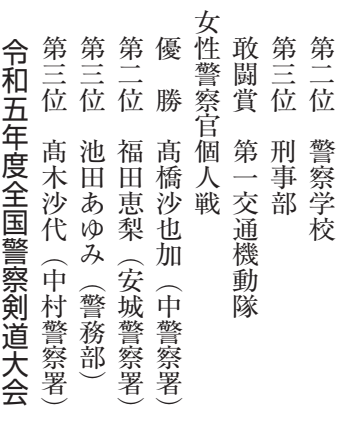 第二位　警察学校
第三位　刑事部
敢闘賞　第一交通機動隊
女性警察官個人戦
優　勝　髙橋沙也加（中警察署）
第二位　福田恵梨（安城警察署）
第三位　池田あゆみ（警務部）
第三位　髙木沙代（中村警察署）
令和五年度全国警察剣道大会